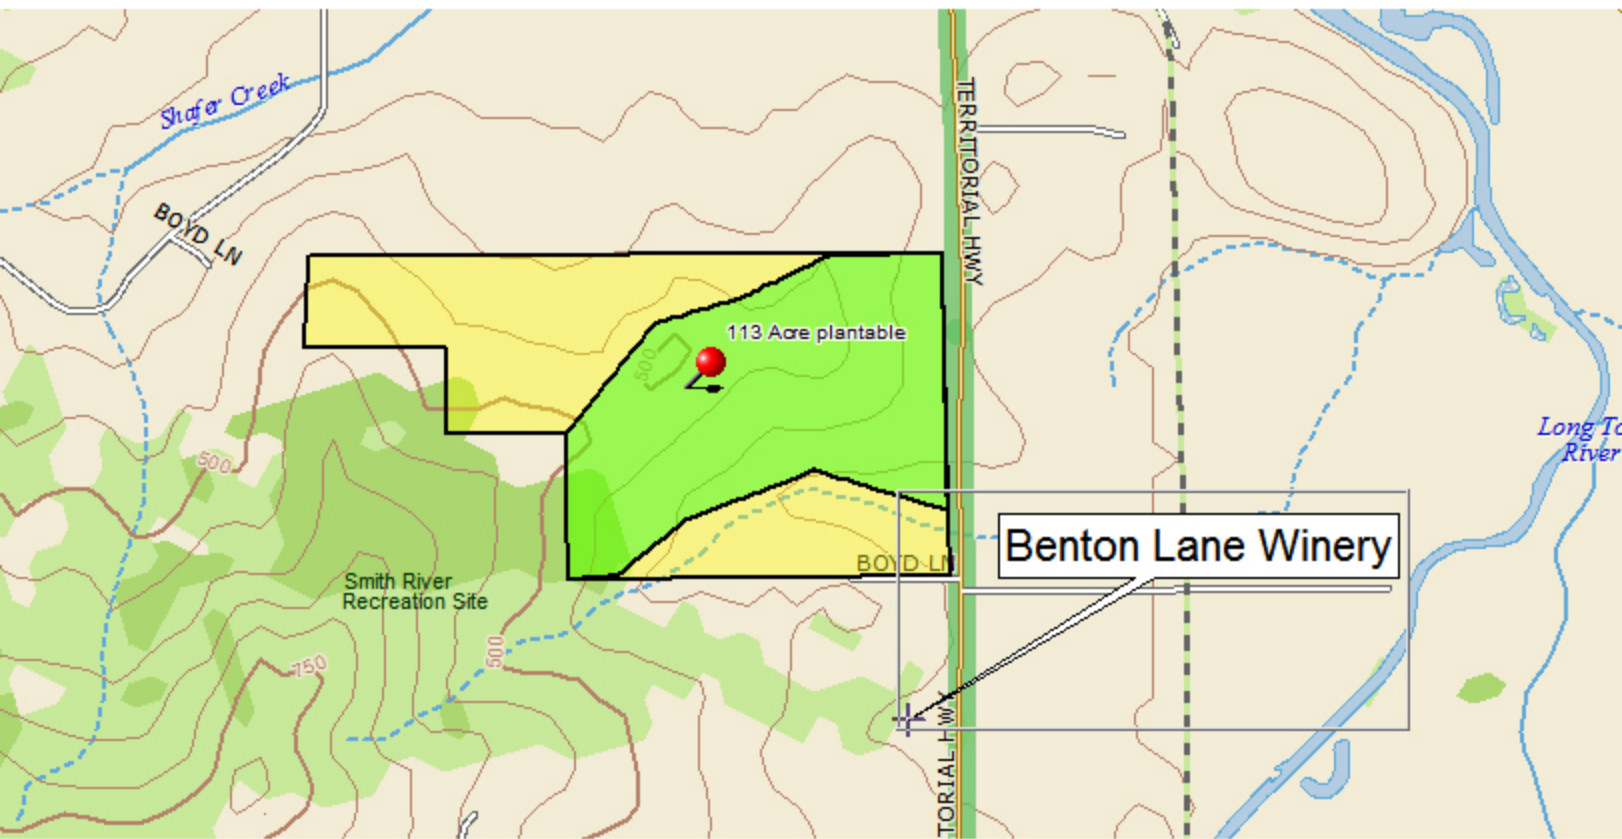 Shafer Creek
BOYD LN
TERRITORIAL HWY
113 Acre plantable
500
500
Long To
River
Benton Lane Winery
BOYD LN
Smith River
Recreation Site
500
750
TORIAL HWY